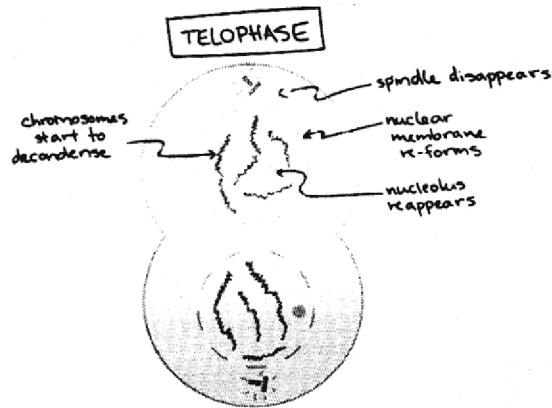 TELOPHASE
spindle disappears
chromosomes
start to
decondense
nuclear
membrane
re-forms
nucleolus
reappears